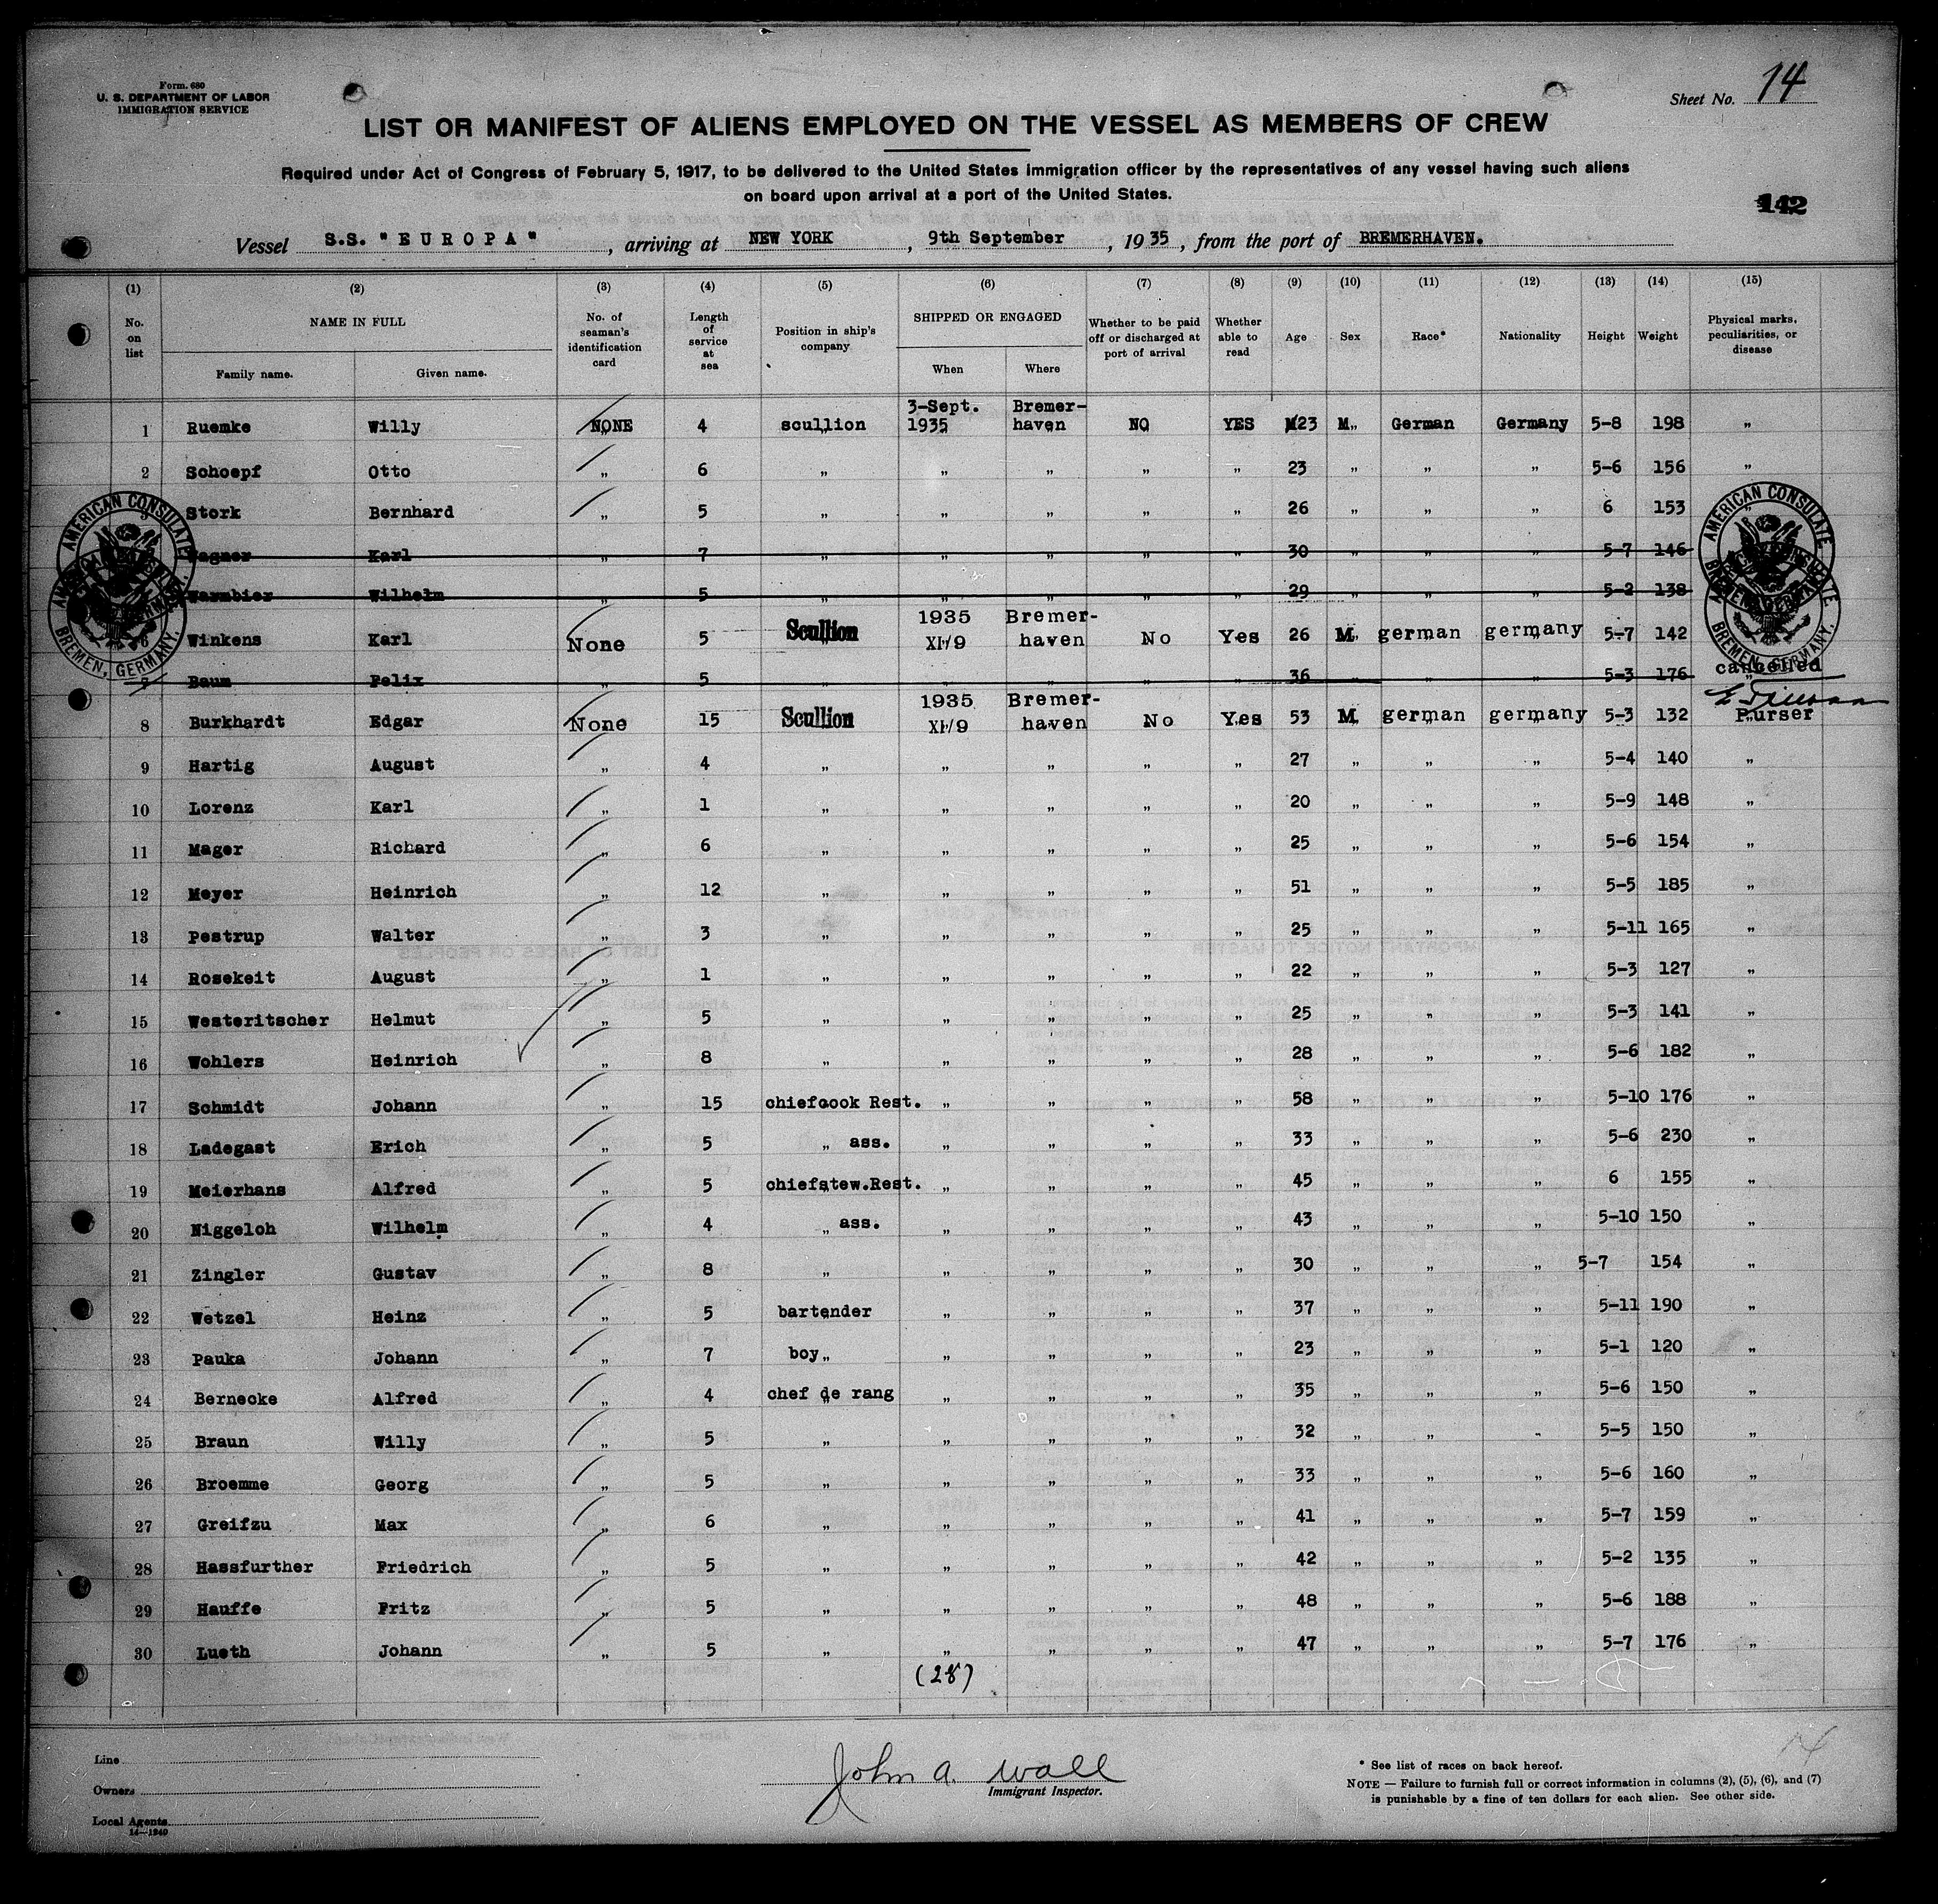 Form. 680
U. S. DEPARTMENT OF LABOR
IMMIGRATION SERVICE
Sheet No. 14
LIST OR MANIFEST OF ALIENS EMPLOYED ON THE VESSEL AS MEMBERS OF CREW
Required under Act of Congress of February 5, 1917, to be delivered to the United States Immigration officer by the representatives of any vessel having such aliens
on board upon arrival at a port of the United States.
142
Vessel S.S. "EUROPA", arriving at NEW YORK, 9th September, 1935, from the port of BREMERHAVEN.
(1) (2) (3) (4) (5) (6) (7) (8) (9) (10) (11) (12) (13) (14) (15)
No. on list NAME IN FULL Family name. Given name. No. of seaman's identification card Length of service at sea Position in ship's company SHIPPED OR ENGAGED When Where Whether to be paid off or discharged at port of arrival Whether able to read Age Sex Race* Nationality Height Weight Physical marks, peculiarities, or disease
1 Ruemke Willy NONE 4 scullion 3-Sept. 1935 Bremer-haven NO YES 23 M. German Germany 5-8 198 „
2 Schoepf Otto „ 6 „ „ „ „ „ 23 „ „ „ 5-6 156 „
3 Stork Bernhard „ 5 „ „ „ „ „ 26 „ „ „ 6 153
Wagner Karl „ 7 „ „ „ „ „ 30 „ „ „ 5-7 146
Warmbier Wilhelm „ 5 „ „ „ „ „ 29 „ „ „ 5-2 138
6 Winkens Karl None 5 Scullion 1935 XI/9 Bremer-haven No Yes 26 M. german germany 5-7 142
7 Baum Felix „ 5 „ „ „ „ „ 36 „ „ „ 5-3 176 cancelled
8 Burkhardt Edgar None 15 Scullion 1935 XI/9 Bremer-haven No Yes 53 M german germany 5-3 132 Purser
9 Hartig August „ 4 „ „ „ „ „ 27 „ „ „ 5-4 140 „
10 Lorenz Karl „ 1 „ „ „ „ „ 20 „ „ „ 5-9 148 „
11 Mager Richard „ 6 „ „ „ „ „ 25 „ „ „ 5-6 154 „
12 Meyer Heinrich „ 12 „ „ „ „ „ 51 „ „ „ 5-5 185 „
13 Pestrup Walter „ 3 „ „ „ „ „ 25 „ „ „ 5-11 165 „
14 Rosekeit August „ 1 „ „ „ „ „ 22 „ „ „ 5-3 127 „
15 Westeritscher Helmut „ 5 „ „ „ „ „ 25 „ „ „ 5-3 141 „
16 Wohlers Heinrich „ 8 „ „ „ „ „ 28 „ „ „ 5-6 182 „
17 Schmidt Johann „ 15 chiefcook Rest. „ „ „ „ 58 „ „ „ 5-10 176 „
18 Ladegast Erich „ 5 „ ass. „ „ „ „ 33 „ „ „ 5-6 230 „
19 Meierhans Alfred „ 5 chiefstew.Rest. „ „ „ „ 45 „ „ „ 6 155 „
20 Niggeloh Wilhelm „ 4 „ ass. „ „ „ „ 43 „ „ „ 5-10 150 „
21 Zingler Gustav „ 8 „ „ „ „ „ 30 „ „ „ 5-7 154 „
22 Wetzel Heinz „ 5 bartender „ „ „ „ 37 „ „ „ 5-11 190 „
23 Pauka Johann „ 7 boy „ „ „ „ „ 23 „ „ „ 5-1 120 „
24 Bernecke Alfred „ 4 chef de rang „ „ „ „ 35 „ „ „ 5-6 150 „
25 Braun Willy „ 5 „ „ „ „ „ 32 „ „ „ 5-5 150 „
26 Broemme Georg „ 5 „ „ „ „ „ 33 „ „ „ 5-6 160 „
27 Greifzu Max „ 6 „ „ „ „ „ 41 „ „ „ 5-7 159 „
28 Hassfurther Friedrich „ 5 „ „ „ „ „ 42 „ „ „ 5-2 135 „
29 Hauffe Fritz „ 5 „ „ „ „ „ 48 „ „ „ 5-6 188 „
30 Lueth Johann „ 5 „ „ „ „ „ 47 „ „ „ 5-7 176 „
(28)
AMERICAN CONSULATE
BREMEN, GERMANY.
AMERICAN CONSULATE
BREMEN, GERMANY.
14
Line
Owners
Local Agents
14—1240
John A. Wall
Immigrant Inspector.
* See list of races on back hereof.
NOTE — Failure to furnish full or correct information in columns (2), (5), (6), and (7)
is punishable by a fine of ten dollars for each alien. See other side.